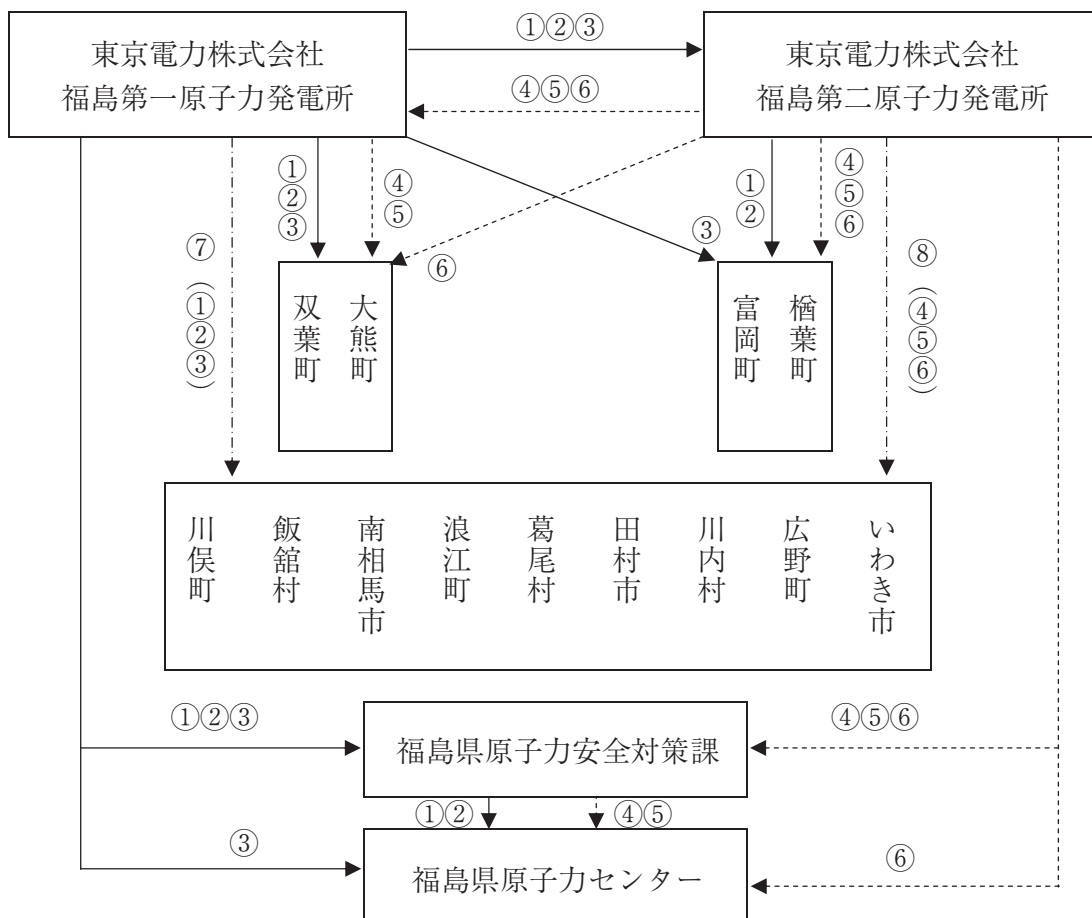 東京電力株式会社
福島第一原子力発電所
①②③
④⑤⑥
東京電力株式会社
福島第二原子力発電所
⑦(①②③)
①②③
④⑤
⑥
③
①②
④⑤⑥
⑧(④⑤⑥)
双葉町
大熊町
富岡町
楢葉町
川俣町
飯舘村
南相馬市
浪江町
葛尾村
田村市
川内村
広野町
いわき市
①②③
福島県原子力安全対策課
④⑤⑥
①②
④⑤
③
福島県原子力センター
⑥